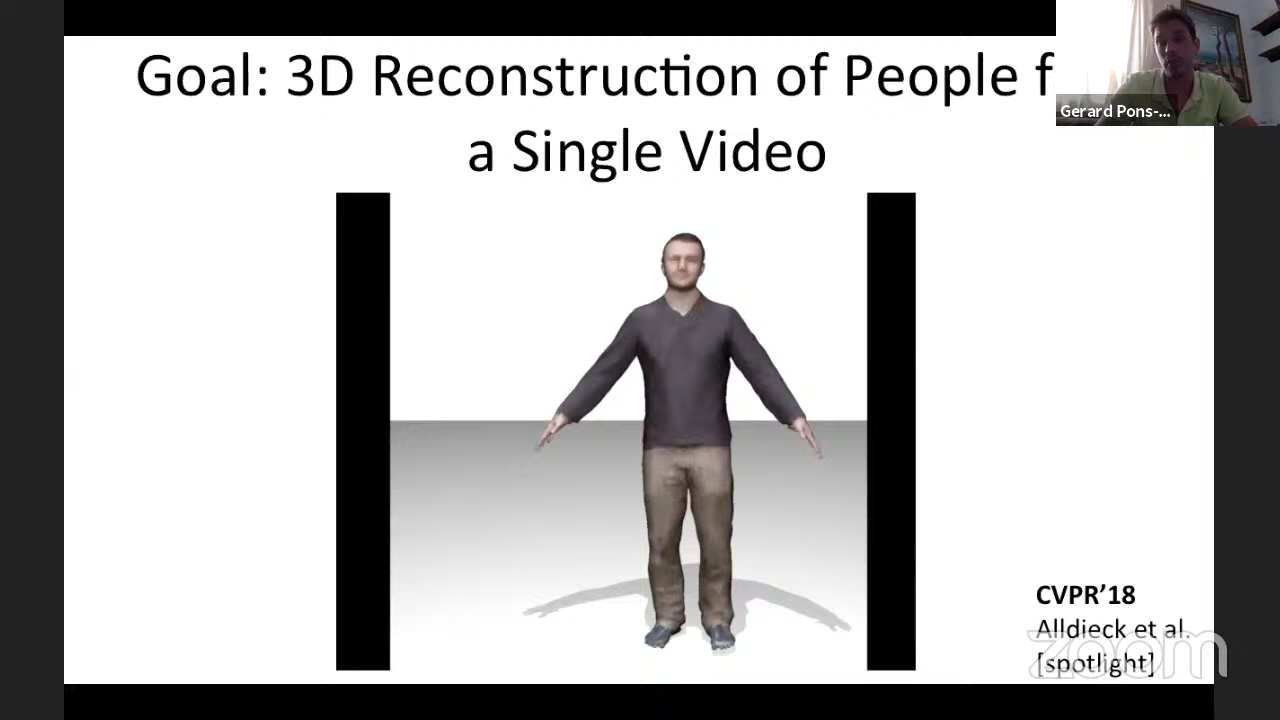 Goal: 3D Reconstruction of People f
a Single Video
Gerard Pons-...
CVPR’18
Alldieck et al.
[spotlight]
zoom